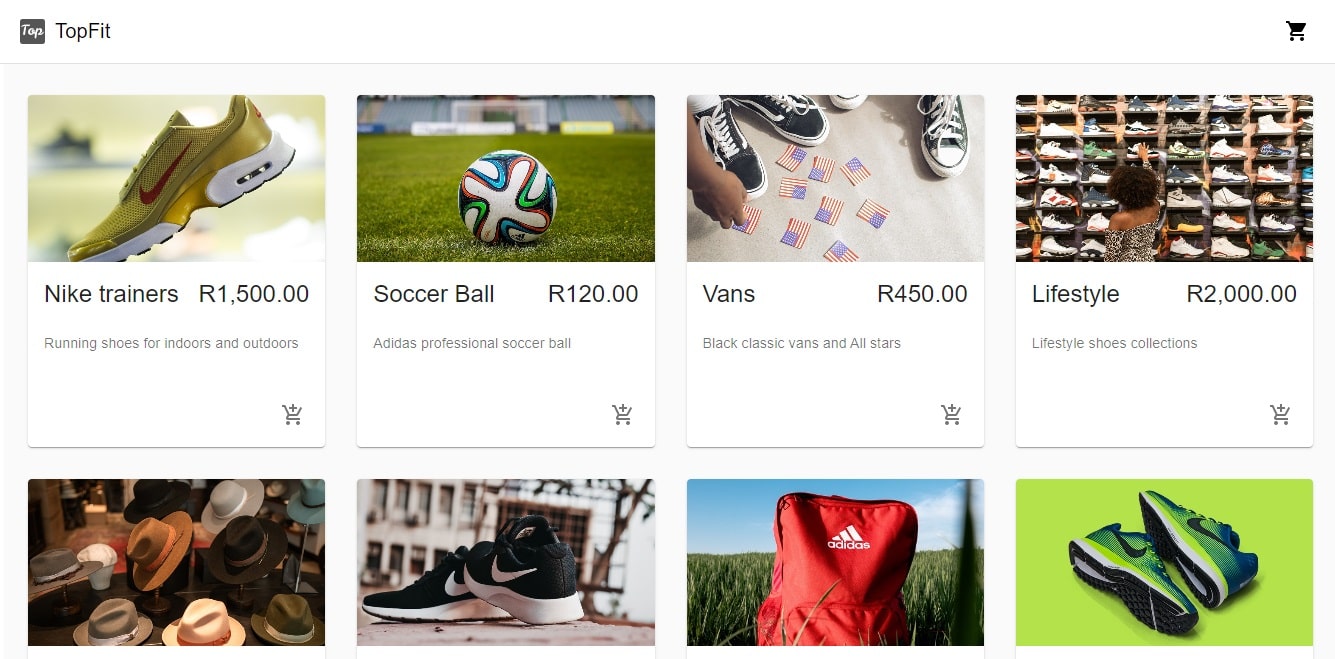 Top TopFit
Nike trainers R1,500.00
Running shoes for indoors and outdoors
Soccer Ball R120.00
Adidas professional soccer ball
Vans R450.00
Black classic vans and All stars
Lifestyle R2,000.00
Lifestyle shoes collections
adidas